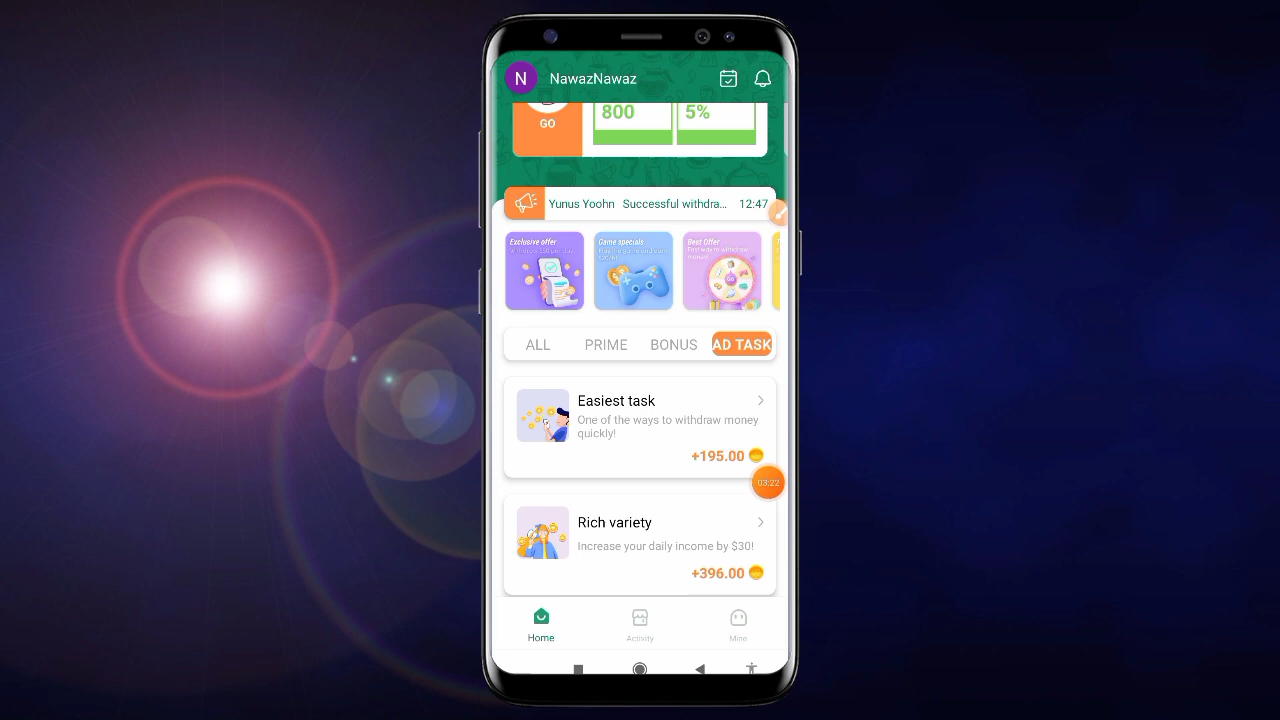 N
NawazNawaz
GO
800
5%
Yunus Yoohn Successful withdra... 12:47
Exclusive offer
Game specials
Best Offer
ALL
PRIME
BONUS
AD TASK
Easiest task
One of the ways to withdraw money
quickly!
+195.00
03:22
Rich variety
Increase your daily income by $30!
+396.00
Home
Activity
Mine